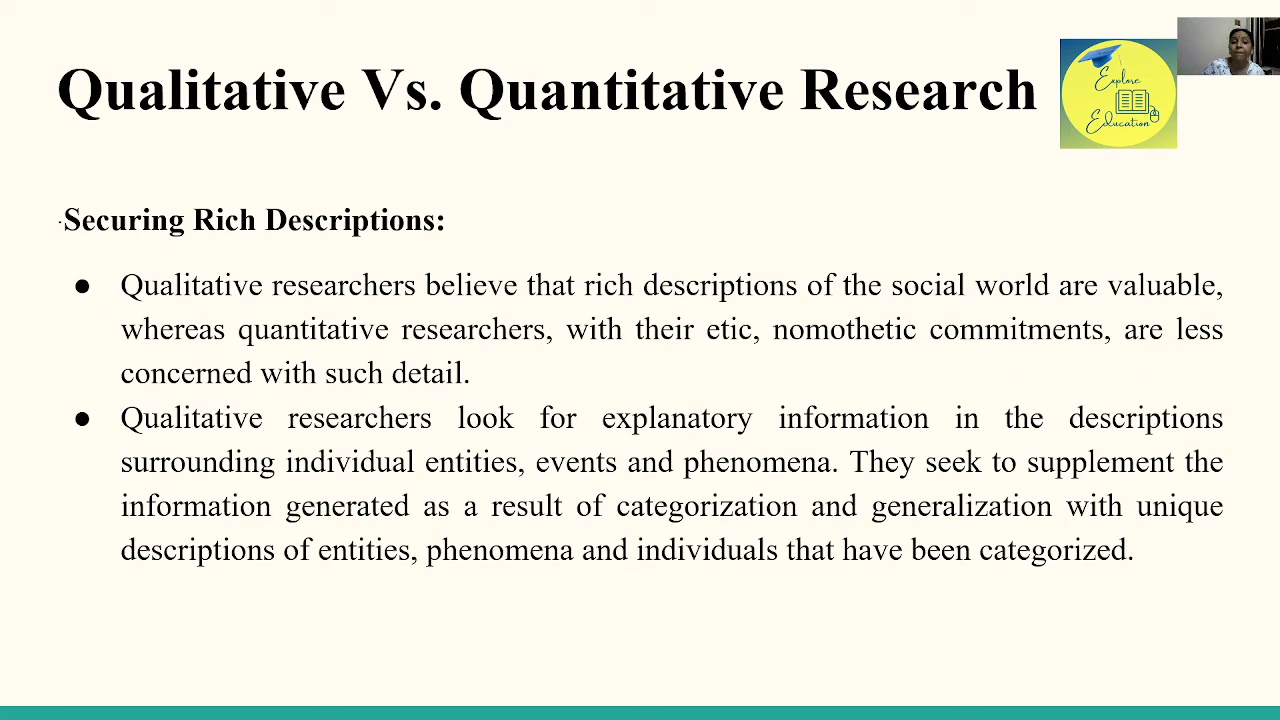 Qualitative Vs. Quantitative Research
Explore
Education
·Securing Rich Descriptions:
● Qualitative researchers believe that rich descriptions of the social world are valuable,
whereas quantitative researchers, with their etic, nomothetic commitments, are less
concerned with such detail.
● Qualitative researchers look for explanatory information in the descriptions
surrounding individual entities, events and phenomena. They seek to supplement the
information generated as a result of categorization and generalization with unique
descriptions of entities, phenomena and individuals that have been categorized.